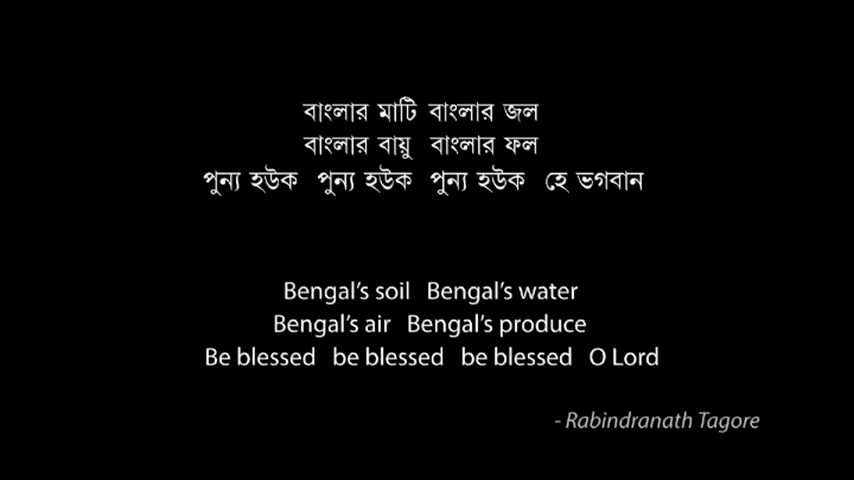 বাংলার মাটি বাংলার জল
বাংলার বায়ু বাংলার ফল
পুন্য হউক পুন্য হউক পুন্য হউক হে ভগবান
Bengal’s soil Bengal’s water
Bengal’s air Bengal’s produce
Be blessed be blessed be blessed O Lord
- Rabindranath Tagore